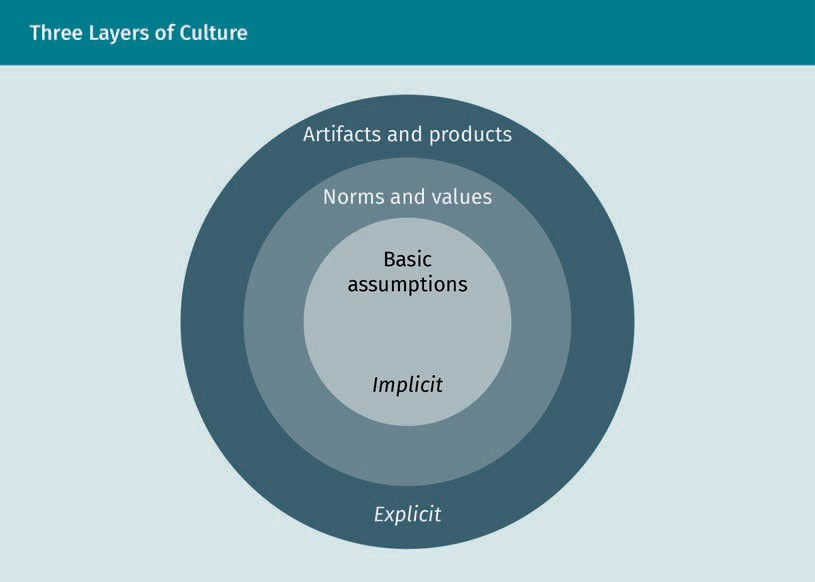 Three Layers of Culture
Artifacts and products
Norms and values
Basic
assumptions
Implicit
Explicit